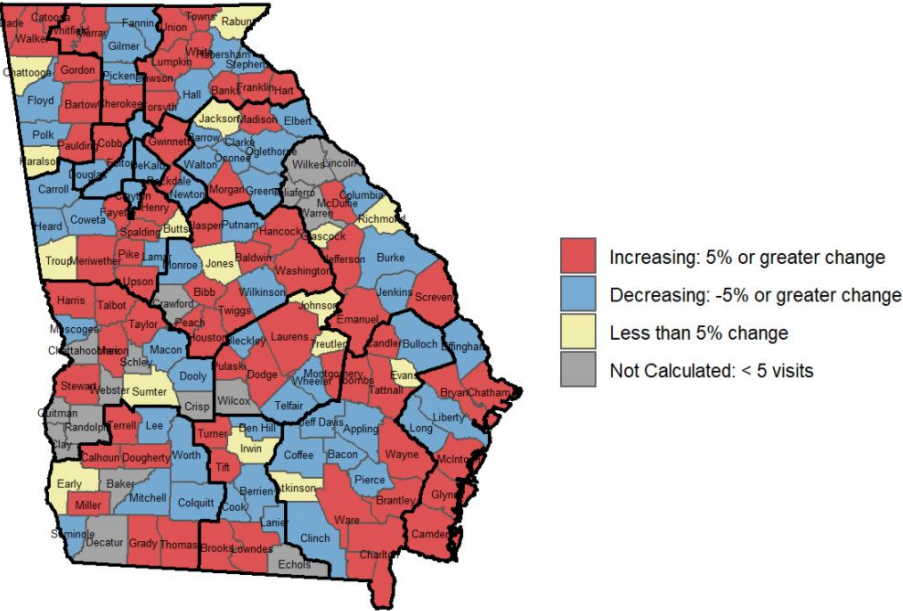 Dade Catoosa Fannin Towns Rabun
Whitfield Murray Union
Walker Gilmer White Habersham
Lumpkin Stephens
Chattooga Gordon Pickens Dawson
Banks Franklin Hart
Floyd Bartow Cherokee Forsyth Hall
Jackson Madison Elbert
Polk Barrow Clarke
Paulding Cobb Gwinnett Oglethorpe
Haralson Fulton DeKalb Walton Oconee Wilkes Lincoln
Douglas Rockdale
Carroll Clayton Newton Morgan Greene Taliaferro McDuffie Columbia
Fayette Henry Warren
Heard Coweta Spalding Butts Jasper Putnam Richmond
Hancock Glascock
Troup Meriwether Pike Lamar Monroe Jones Baldwin Jefferson Burke
Upson Washington
Harris Talbot Crawford Bibb Wilkinson Johnson Jenkins Screven
Taylor Peach Twiggs Emanuel
Muscogee Houston Laurens
Chattahoochee Marion Macon Bleckley Treutlen Candler Bulloch Effingham
Schley Pulaski Montgomery
Stewart Webster Sumter Dooly Dodge Wheeler Toombs Evans
Tattnall Bryan Chatham
Quitman Randolph Crisp Wilcox Telfair
Clay Terrell Lee Turner Ben Hill Jeff Davis Appling Long Liberty
Calhoun Dougherty Worth Irwin Coffee Bacon Wayne McIntosh
Tift
Early Baker Mitchell Berrien Atkinson Pierce
Miller Colquitt Cook Brantley Glynn
Lanier Ware
Seminole Decatur Grady Thomas Brooks Lowndes Clinch Camden
Echols Charlton
Increasing: 5% or greater change
Decreasing: -5% or greater change
Less than 5% change
Not Calculated: < 5 visits